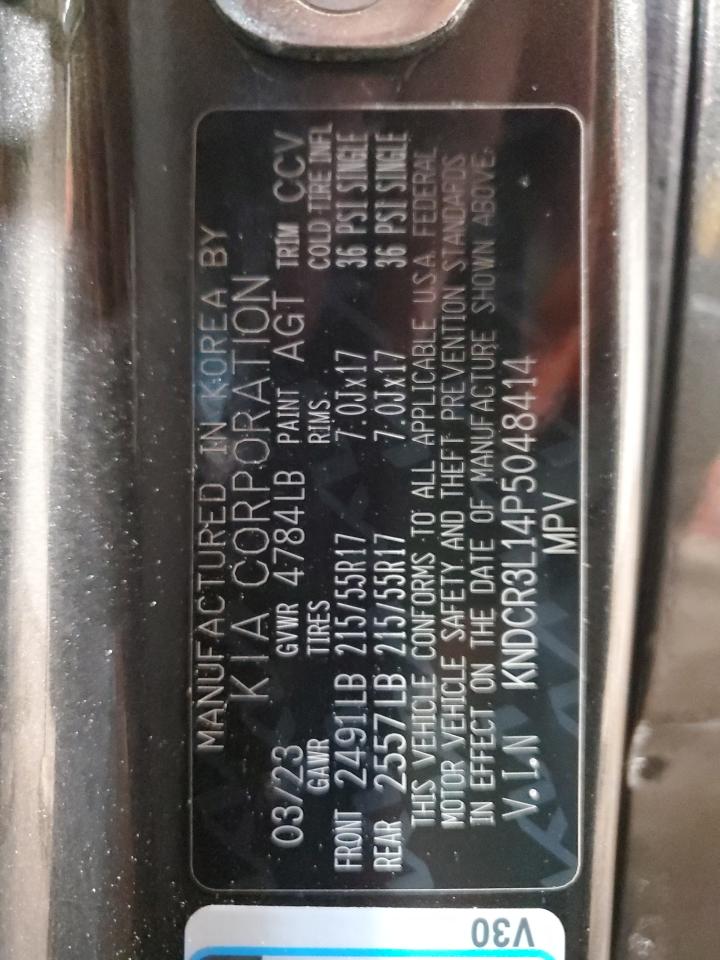 MANUFACTURED IN KOREA BY
KIA CORPORATION
03/23 GVWR 4784LB PAINT AGT TRIM CCV
GAWR TIRES RIMS. COLD TIRE INFL
FRONT 2491LB 215/55R17 7.0Jx17 36 PSI SINGLE
REAR 2557LB 215/55R17 7.0Jx17 36 PSI SINGLE
THIS VEHICLE CONFORMS TO ALL APPLICABLE U.S.A. FEDERAL
MOTOR VEHICLE SAFETY AND THEFT PREVENTION STANDARDS
IN EFFECT ON THE DATE OF MANUFACTURE SHOWN ABOVE.
V.I.N KNDCR3L14P5048414
MPV
V30